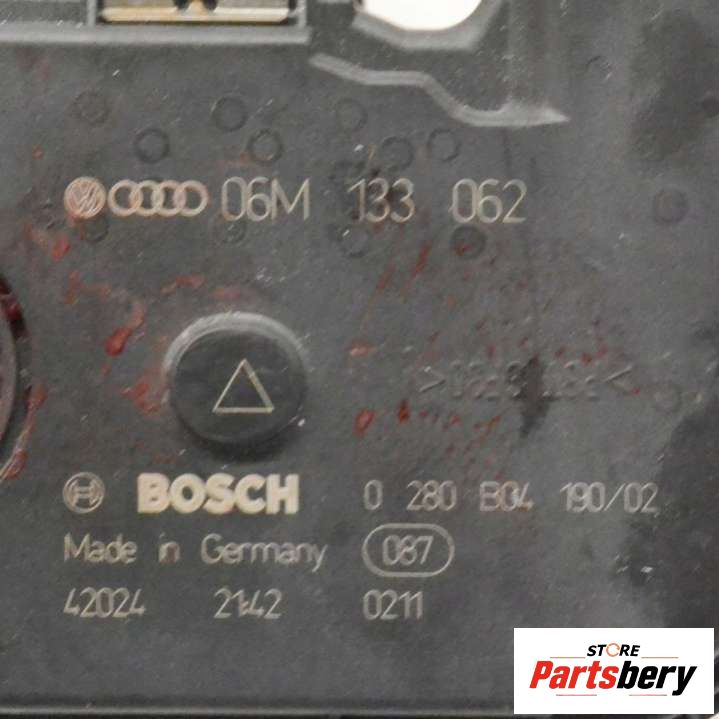 06M 133 062
BOSCH 0 280 B04 190/02
Made in Germany 087
42024 21:42 0211
STORE
Partsbery